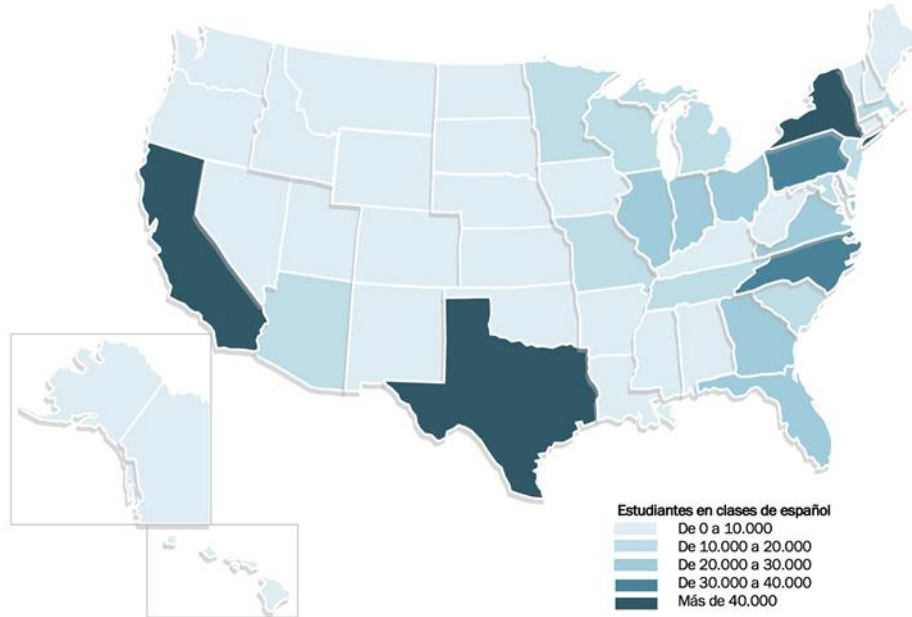 Estudiantes en clases de español
De 0 a 10.000
De 10.000 a 20.000
De 20.000 a 30.000
De 30.000 a 40.000
Más de 40.000